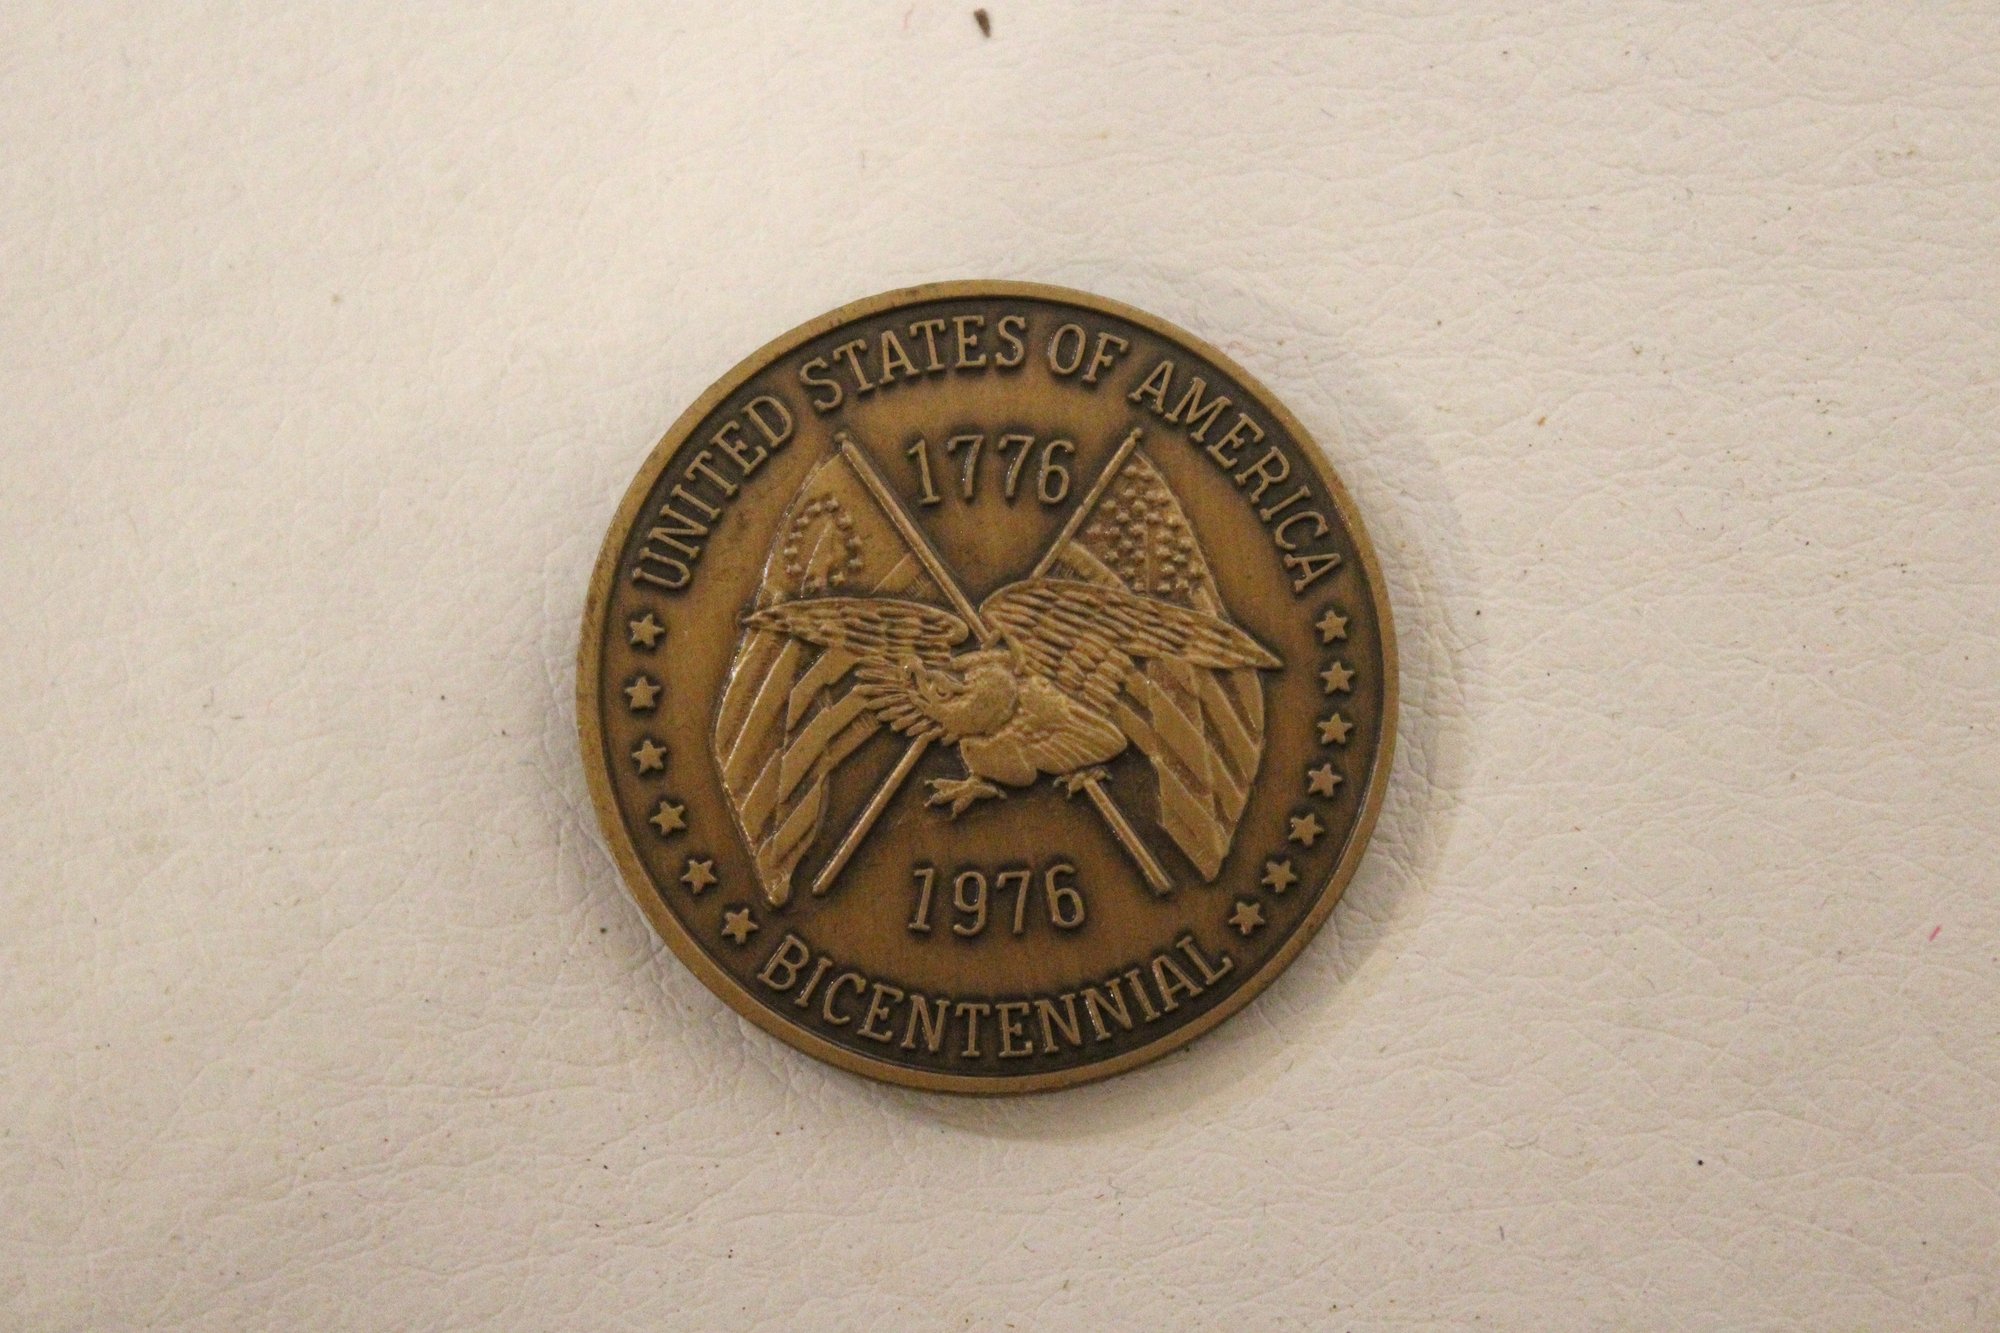 UNITED STATES OF AMERICA
1776
1976
BICENTENNIAL